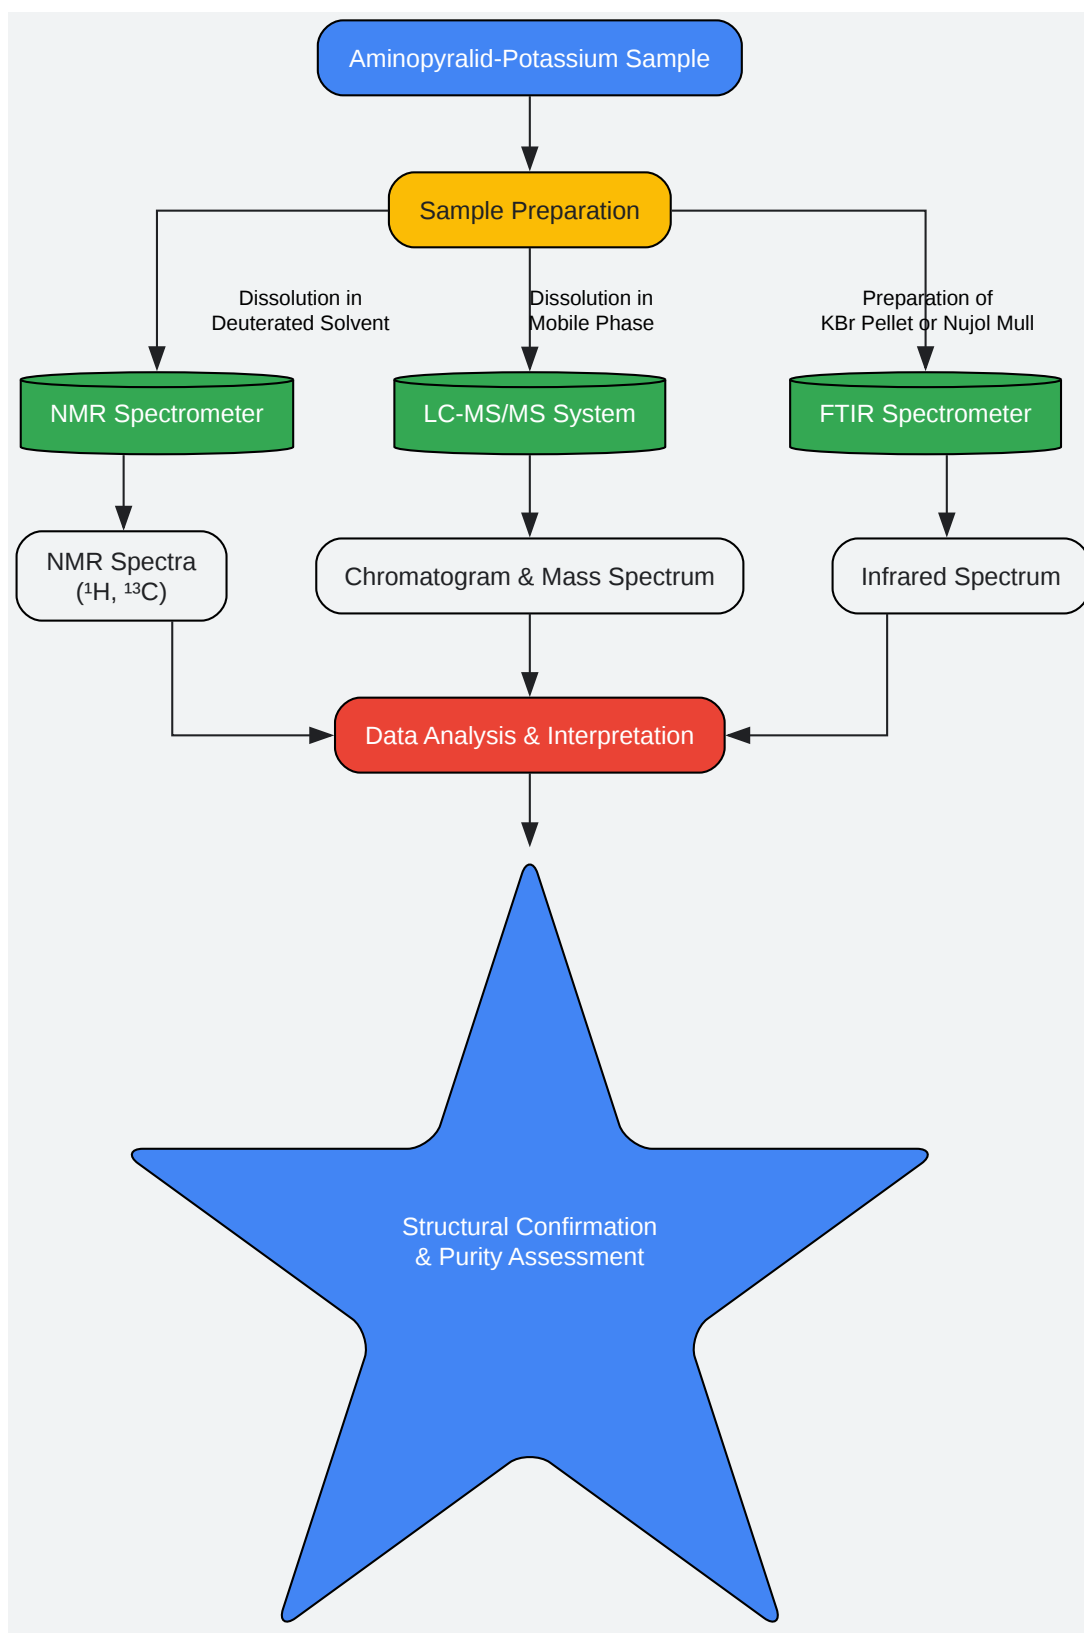 Aminopyralid-Potassium Sample
Sample Preparation
Dissolution in
Deuterated Solvent
Dissolution in
Mobile Phase
Preparation of
KBr Pellet or Nujol Mull
NMR Spectrometer
LC-MS/MS System
FTIR Spectrometer
NMR Spectra
(¹H, ¹³C)
Chromatogram & Mass Spectrum
Infrared Spectrum
Data Analysis & Interpretation
Structural Confirmation
& Purity Assessment